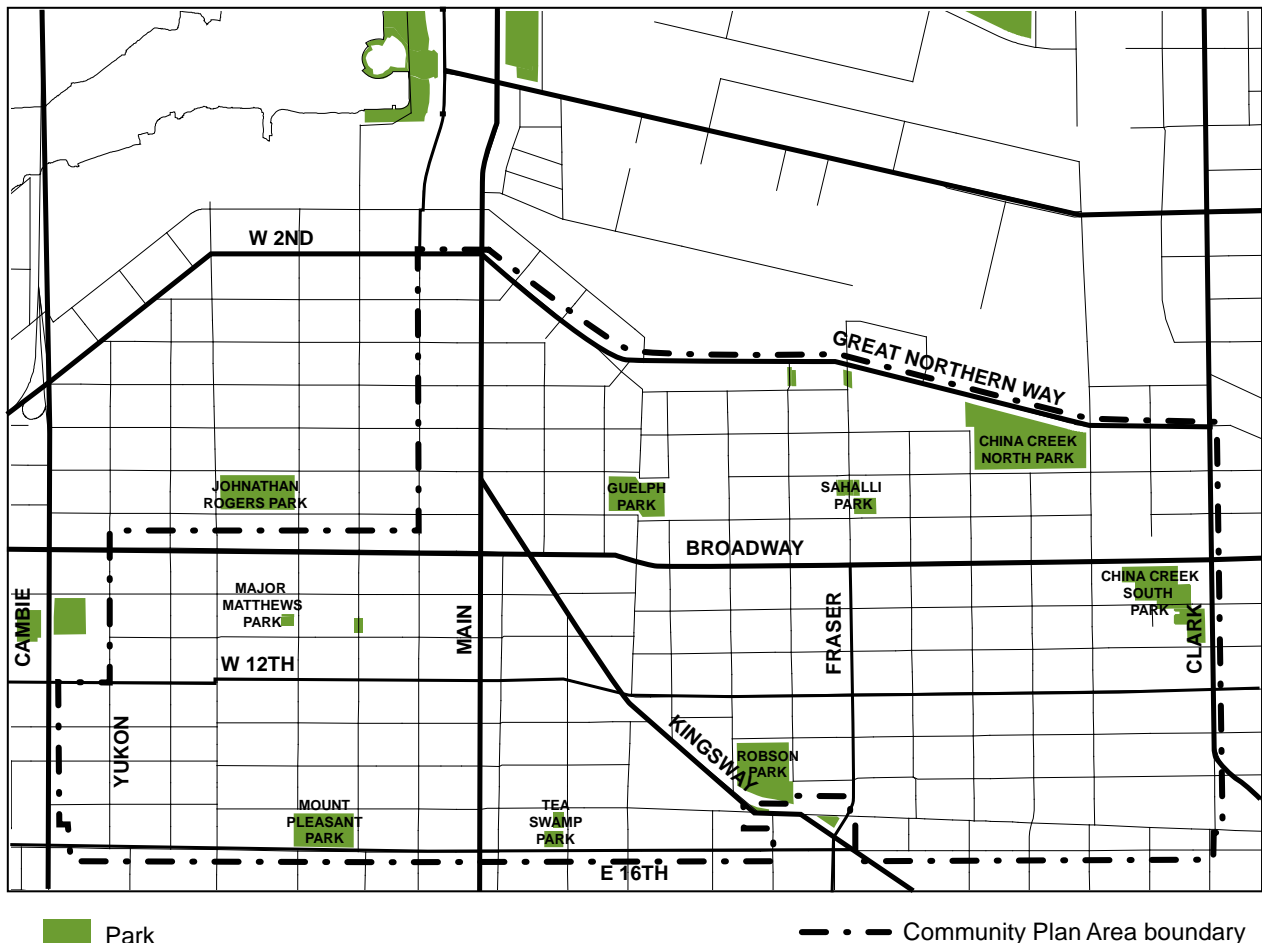 W 2ND
GREAT NORTHERN WAY
CHINA CREEK
NORTH PARK
JOHNATHAN
ROGERS PARK
GUELPH
PARK
SAHALLI
PARK
BROADWAY
CHINA CREEK
SOUTH
PARK
MAJOR
MATTHEWS
PARK
CAMBIE
MAIN
FRASER
CLARK
W 12TH
YUKON
KINGSWAY
ROBSON
PARK
MOUNT
PLEASANT
PARK
TEA
SWAMP
PARK
E 16TH
Park
Community Plan Area boundary